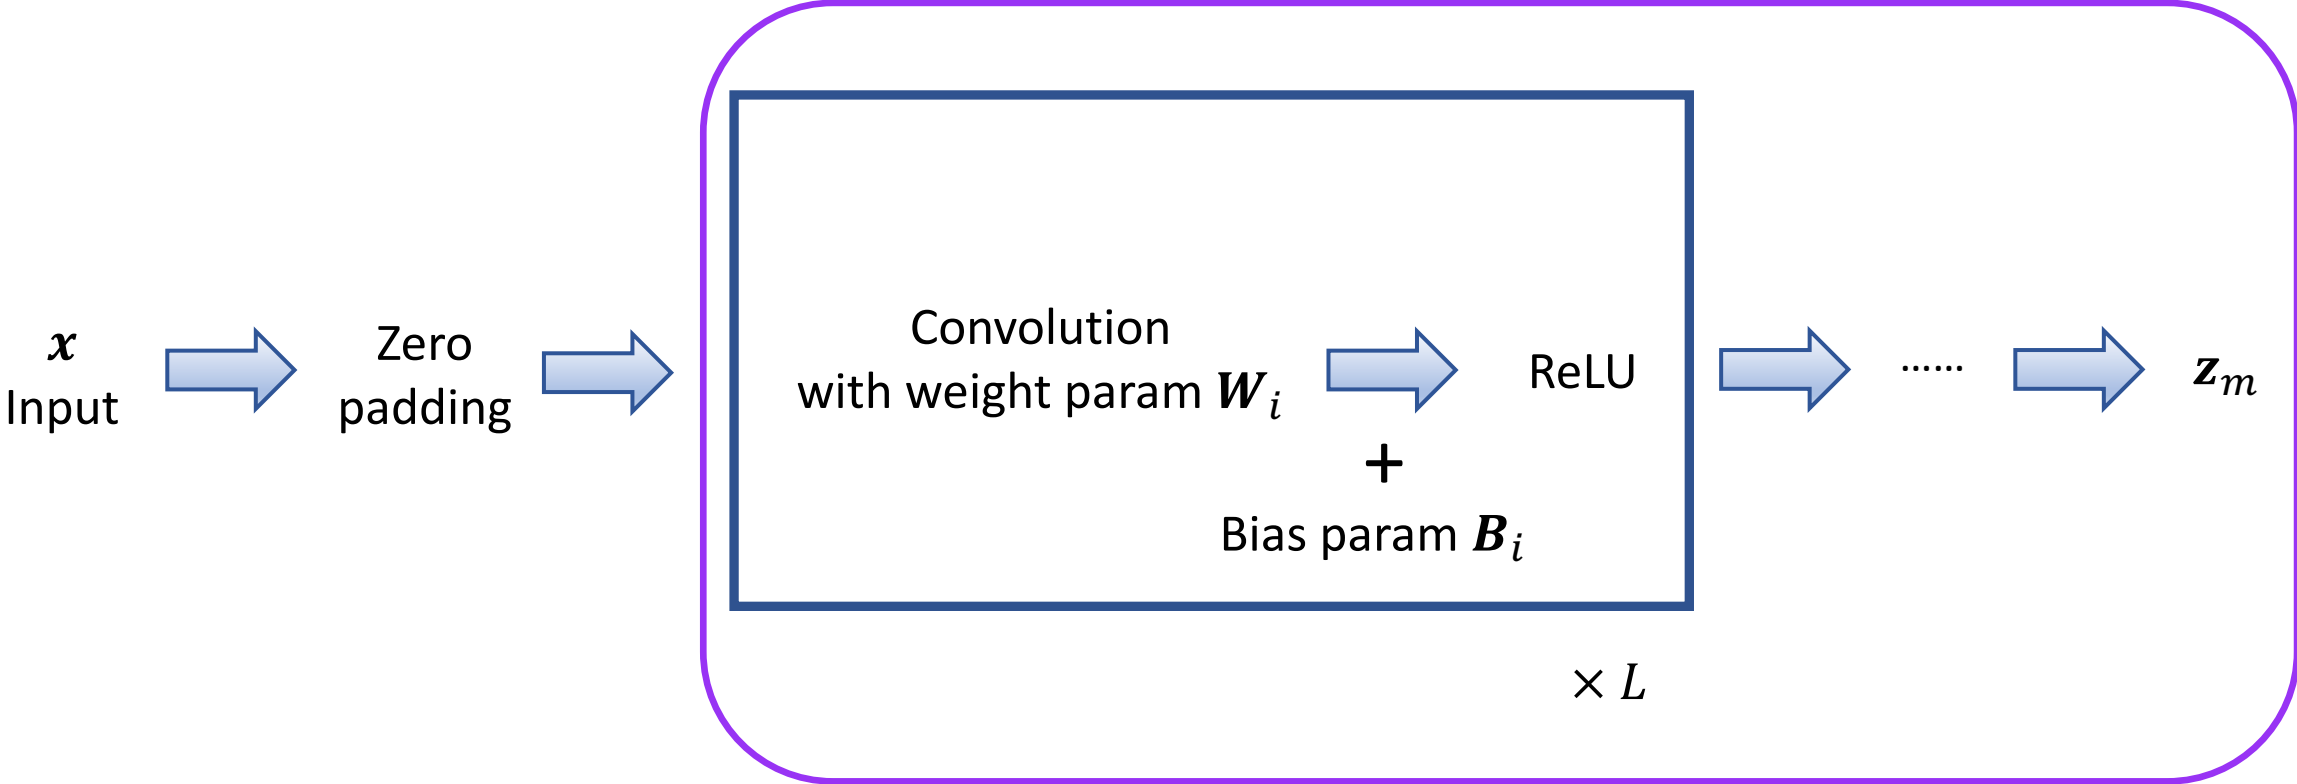 x
Input
Zero
padding
Convolution
with weight param W_i
+
Bias param B_i
ReLU
× L
……
z_m